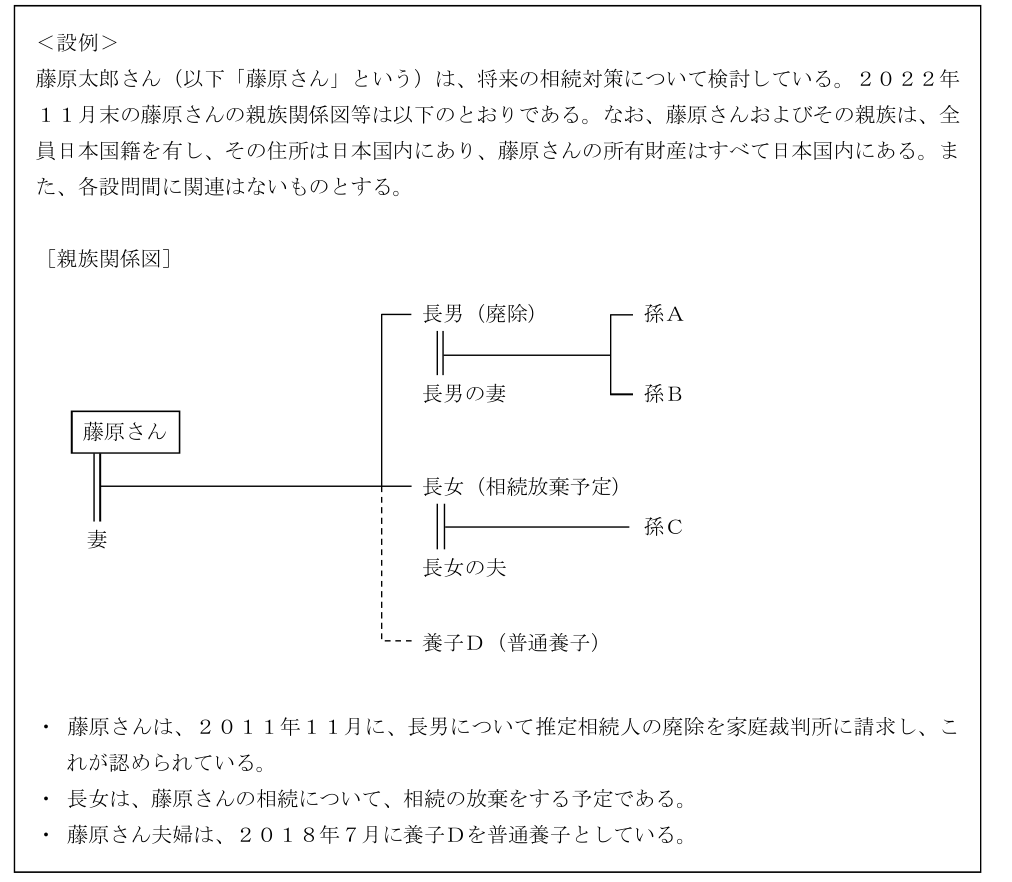 ＜設例＞
藤原太郎さん（以下「藤原さん」という）は、将来の相続対策について検討している。２０２２年
１１月末の藤原さんの親族関係図等は以下のとおりである。なお、藤原さんおよびその親族は、全
員日本国籍を有し、その住所は日本国内にあり、藤原さんの所有財産はすべて日本国内にある。ま
た、各設問間に関連はないものとする。
［親族関係図］
長男（廃除）
孫Ａ
長男の妻
孫Ｂ
藤原さん
妻
長女（相続放棄予定）
孫Ｃ
長女の夫
養子Ｄ（普通養子）
・ 藤原さんは、２０１１年１１月に、長男について推定相続人の廃除を家庭裁判所に請求し、こ
れが認められている。
・ 長女は、藤原さんの相続について、相続の放棄をする予定である。
・ 藤原さん夫婦は、２０１８年７月に養子Ｄを普通養子としている。